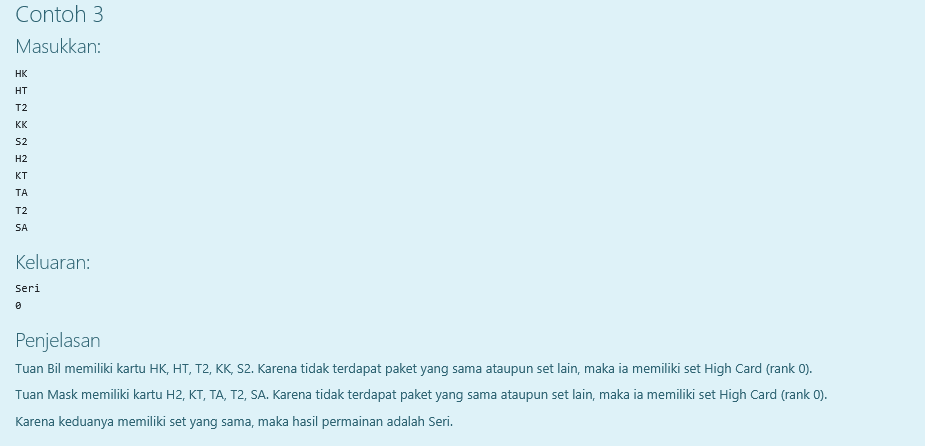 Contoh 3
Masukkan:
HK
HT
T2
KK
S2
H2
KT
TA
T2
SA
Keluaran:
Seri
0
Penjelasan
Tuan Bil memiliki kartu HK, HT, T2, KK, S2. Karena tidak terdapat paket yang sama ataupun set lain, maka ia memiliki set High Card (rank 0).
Tuan Mask memiliki kartu H2, KT, TA, T2, SA. Karena tidak terdapat paket yang sama ataupun set lain, maka ia memiliki set High Card (rank 0).
Karena keduanya memiliki set yang sama, maka hasil permainan adalah Seri.